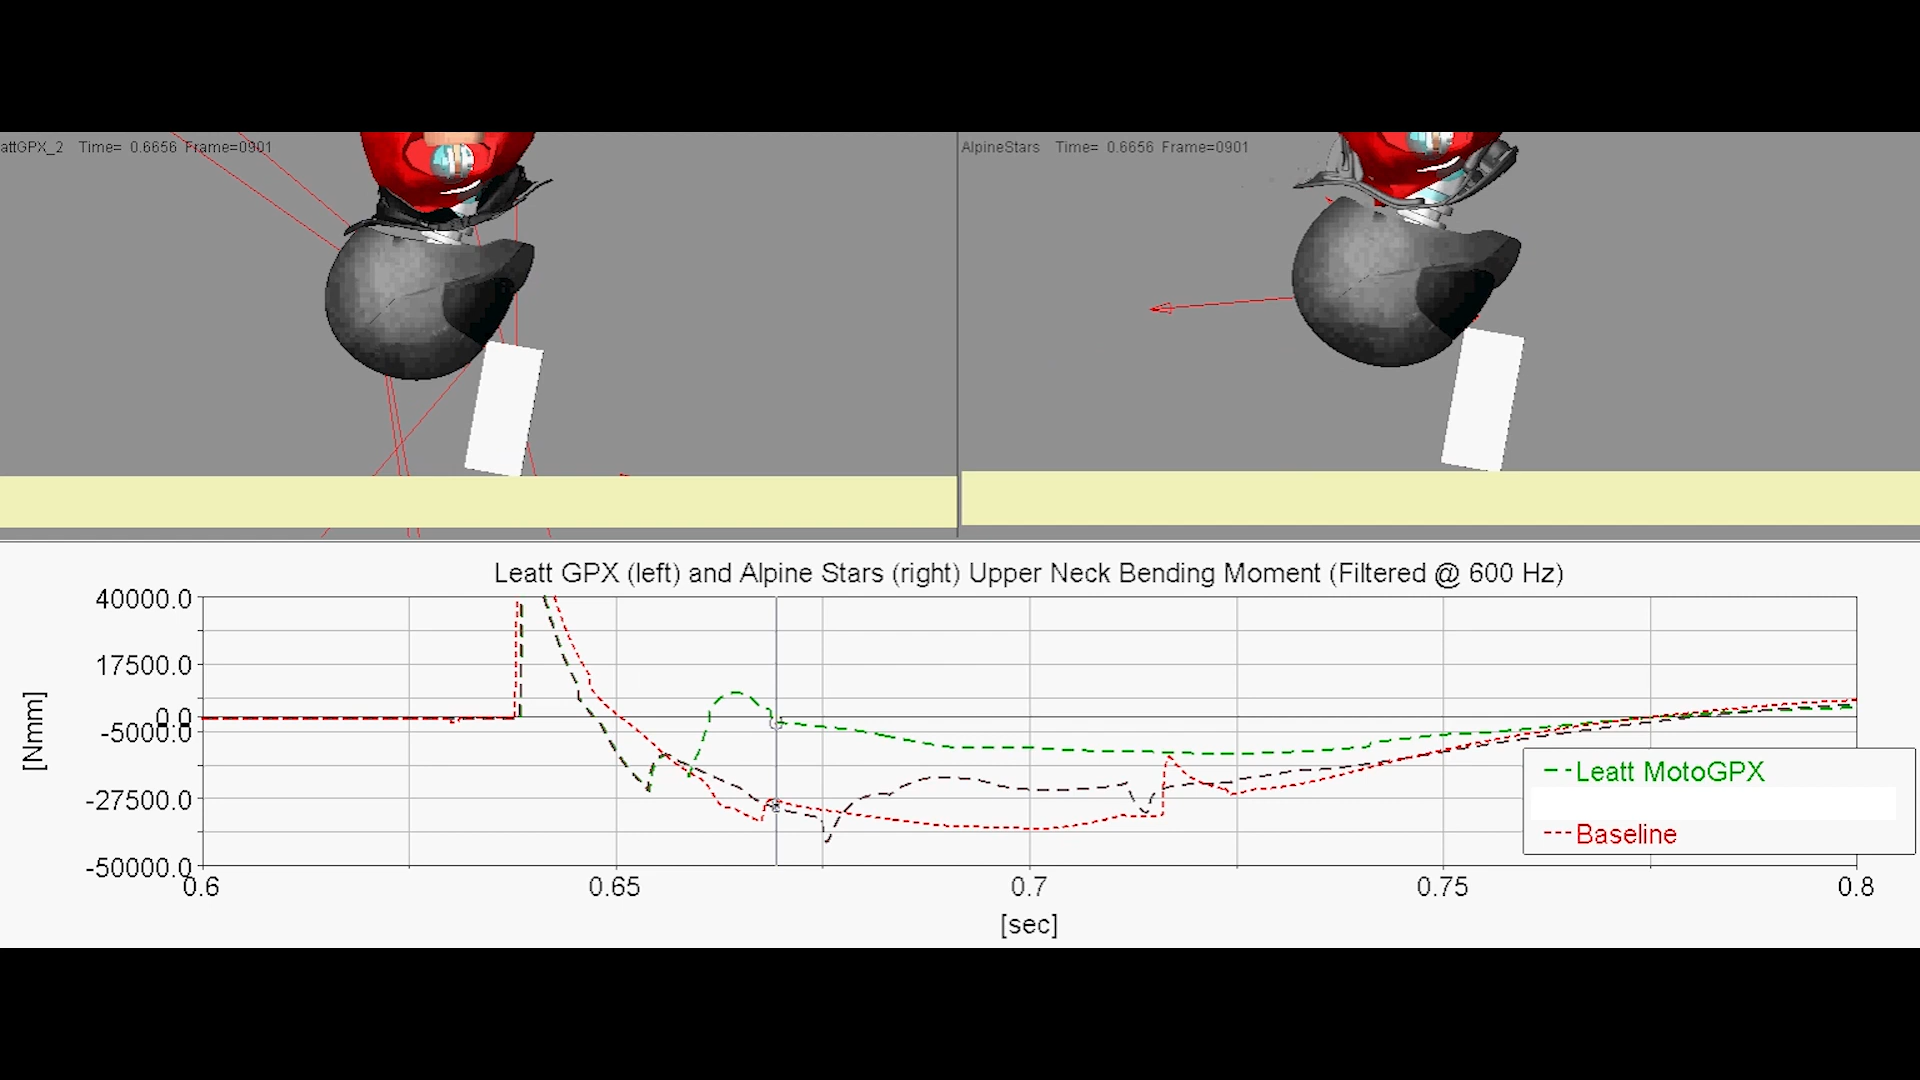 attGPX_2 Time= 0.6656 Frame=0901
AlpineStars Time= 0.6656 Frame=0901
Leatt GPX (left) and Alpine Stars (right) Upper Neck Bending Moment (Filtered @ 600 Hz)
40000.0
17500.0
0.0
-5000.0
-27500.0
-50000.0
[Nmm]
0.6 0.65 0.7 0.75 0.8
[sec]
Leatt MotoGPX
Baseline